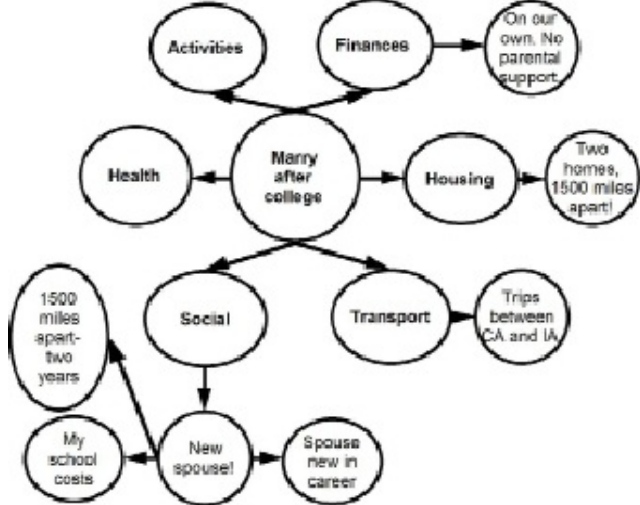 Activities
Finances
On our
own. No
parental
support.
Health
Marry
after
college
Housing
Two
homes,
1500 miles
apart!
1500
miles
apart-
two
years
Social
Transport
Trips
between
CA and IA
My
school
costs
New
spouse!
Spouse
new in
career